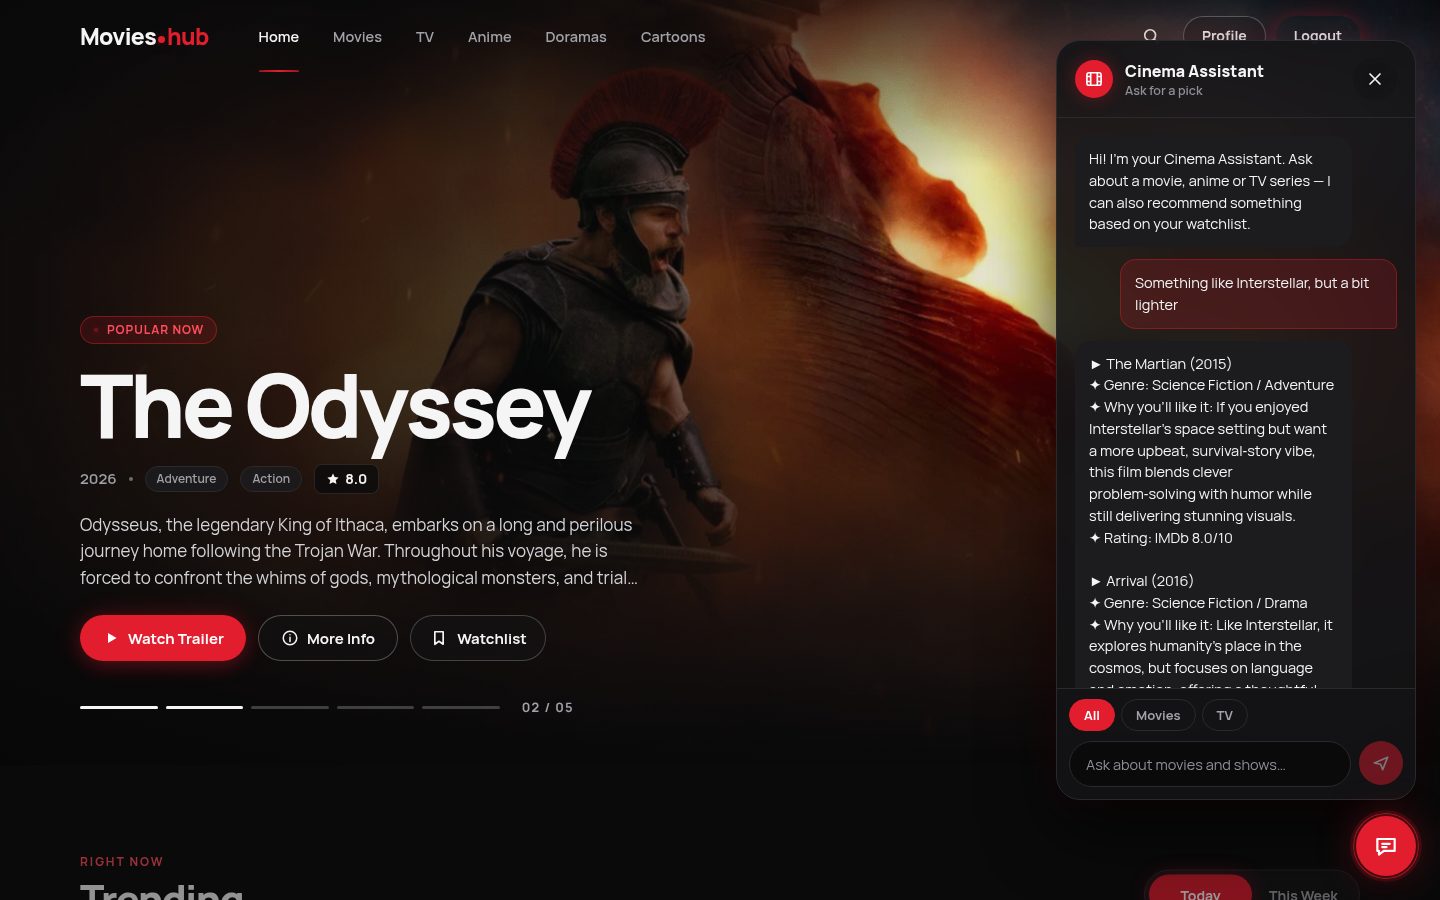 Movies•hub
Home
Movies
TV
Anime
Doramas
Cartoons
Profile
Logout
POPULAR NOW
The Odyssey
2026 •
Adventure
Action
★ 8.0
Odysseus, the legendary King of Ithaca, embarks on a long and perilous
journey home following the Trojan War. Throughout his voyage, he is
forced to confront the whims of gods, mythological monsters, and trial...
Watch Trailer
More Info
Watchlist
02 / 05
RIGHT NOW
Trending
Today
This Week
Cinema Assistant
Ask for a pick
Hi! I'm your Cinema Assistant. Ask
about a movie, anime or TV series — I
can also recommend something
based on your watchlist.
Something like Interstellar, but a bit
lighter
► The Martian (2015)
✦ Genre: Science Fiction / Adventure
✦ Why you'll like it: If you enjoyed
Interstellar's space setting but want
a more upbeat, survival-story vibe,
this film blends clever
problem-solving with humor while
still delivering stunning visuals.
✦ Rating: IMDb 8.0/10
► Arrival (2016)
✦ Genre: Science Fiction / Drama
✦ Why you'll like it: Like Interstellar, it
explores humanity's place in the
cosmos, but focuses on language
and emotion, offering a thoughtful
All
Movies
TV
Ask about movies and shows...